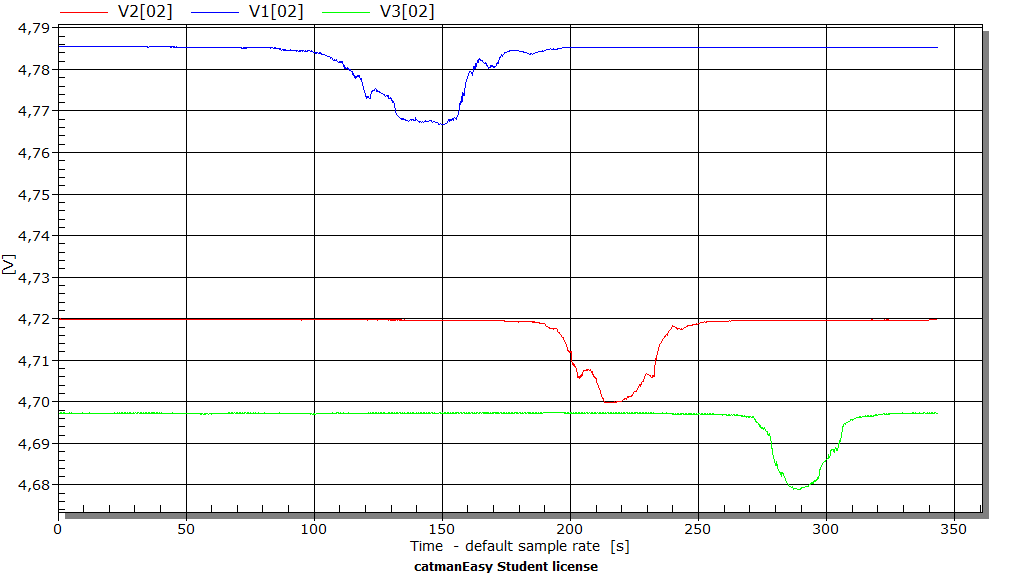 V2[02] V1[02] V3[02]
4,79
4,78
4,77
4,76
4,75
4,74
4,73
4,72
4,71
4,70
4,69
4,68
[V]
0 50 100 150 200 250 300 350
Time - default sample rate [s]
catmanEasy Student license